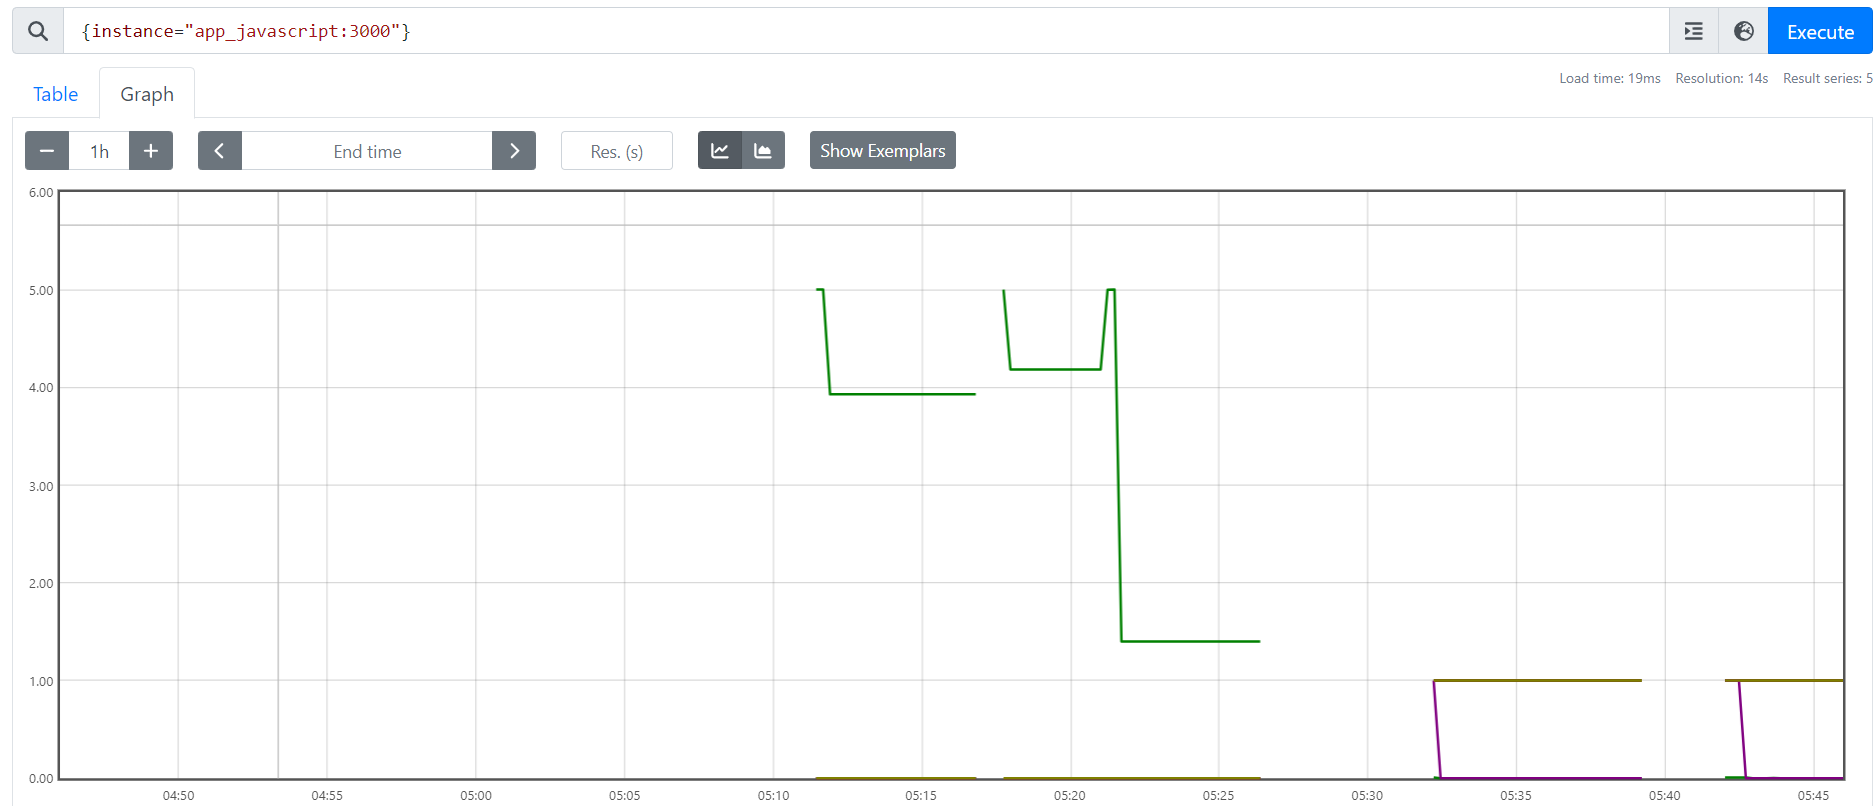 {instance="app_javascript:3000"}
Execute
Load time: 19ms Resolution: 14s Result series: 5
Table Graph
1h End time Res. (s) Show Exemplars
6.00
5.00
4.00
3.00
2.00
1.00
0.00
04:50 04:55 05:00 05:05 05:10 05:15 05:20 05:25 05:30 05:35 05:40 05:45